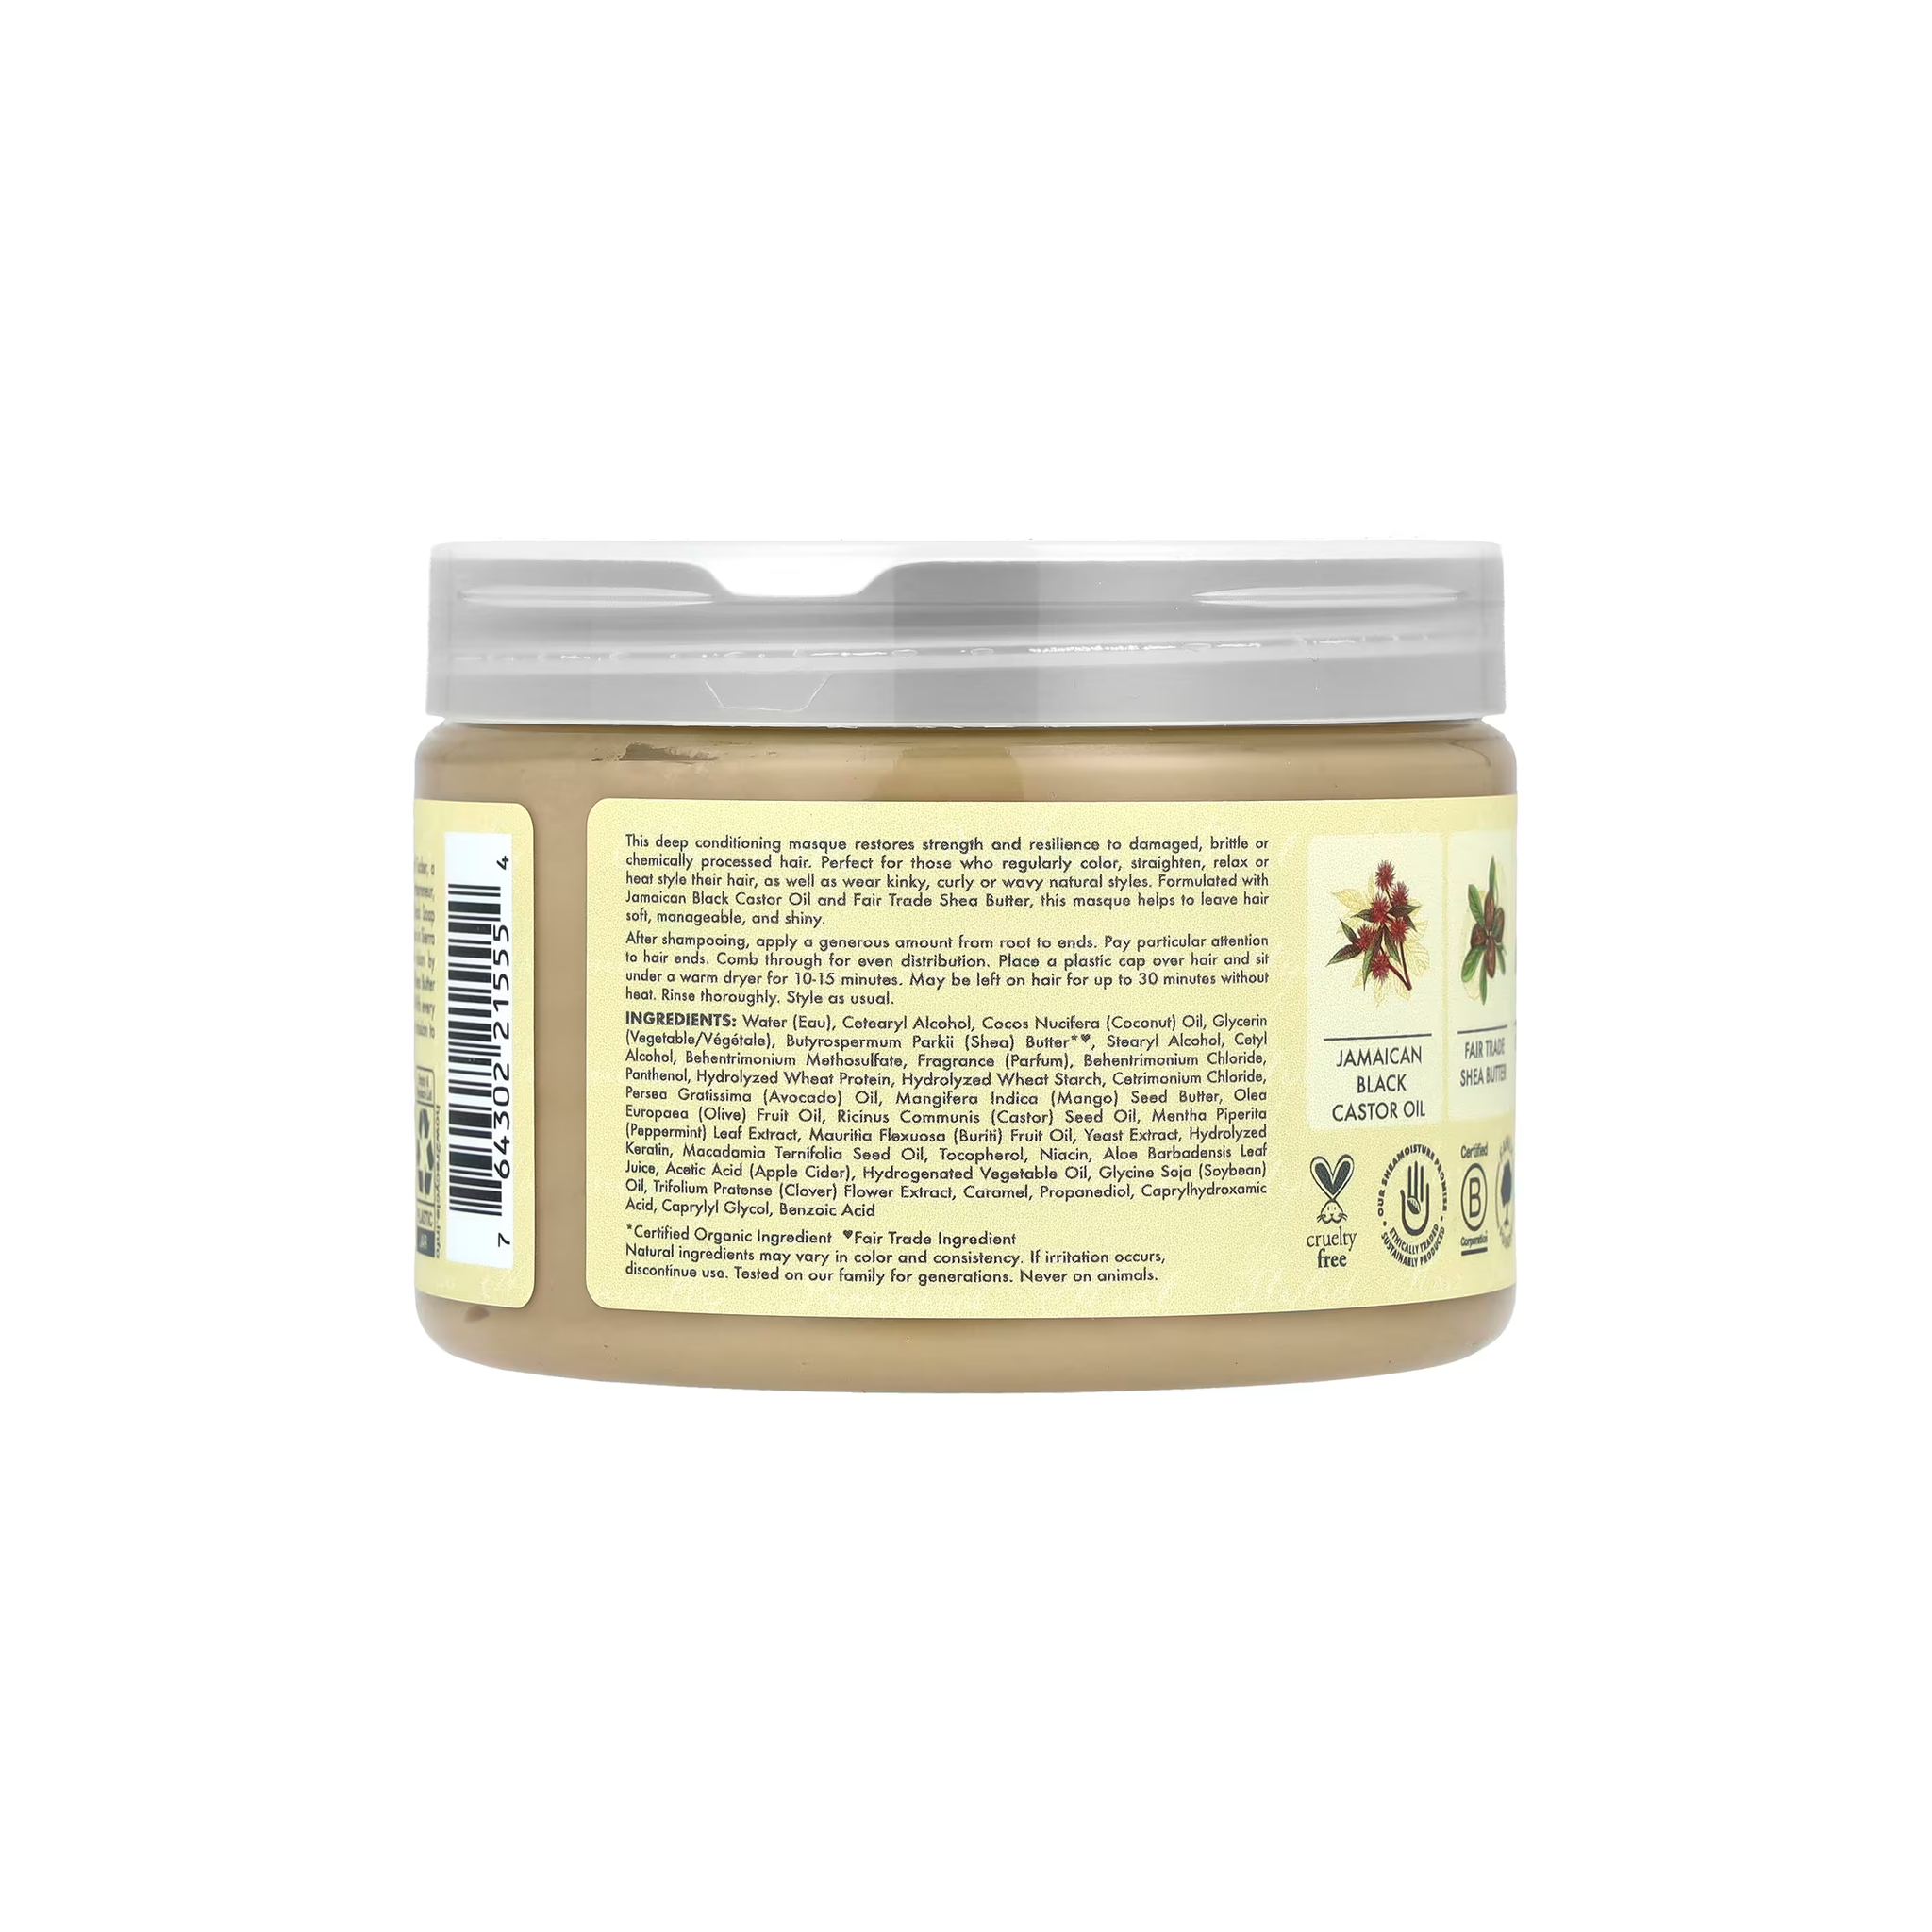 This deep conditioning masque restores strength and resilience to damaged, brittle or
chemically processed hair. Perfect for those who regularly color, straighten, relax or
heat style their hair, as well as wear kinky, curly or wavy natural styles. Formulated with
Jamaican Black Castor Oil and Fair Trade Shea Butter, this masque helps to leave hair
soft, manageable, and shiny.
After shampooing, apply a generous amount from root to ends. Pay particular attention
to hair ends. Comb through for even distribution. Place a plastic cap over hair and sit
under a warm dryer for 10-15 minutes. May be left on hair for up to 30 minutes without
heat. Rinse thoroughly. Style as usual.
INGREDIENTS: Water (Eau), Cetearyl Alcohol, Cocos Nucifera (Coconut) Oil, Glycerin
(Vegetable/Végétale), Butyrospermum Parkii (Shea) Butter*♥, Stearyl Alcohol, Cetyl
Alcohol, Behentrimonium Methosulfate, Fragrance (Parfum), Behentrimonium Chloride,
Panthenol, Hydrolyzed Wheat Protein, Hydrolyzed Wheat Starch, Cetrimonium Chloride,
Persea Gratissima (Avocado) Oil, Mangifera Indica (Mango) Seed Butter, Olea
Europaea (Olive) Fruit Oil, Ricinus Communis (Castor) Seed Oil, Mentha Piperita
(Peppermint) Leaf Extract, Mauritia Flexuosa (Buriti) Fruit Oil, Yeast Extract, Hydrolyzed
Keratin, Macadamia Ternifolia Seed Oil, Tocopherol, Niacin, Aloe Barbadensis Leaf
Juice, Acetic Acid (Apple Cider), Hydrogenated Vegetable Oil, Glycine Soja (Soybean)
Oil, Trifolium Pratense (Clover) Flower Extract, Caramel, Propanediol, Caprylhydroxamic
Acid, Caprylyl Glycol, Benzoic Acid
*Certified Organic Ingredient ♥Fair Trade Ingredient
Natural ingredients may vary in color and consistency. If irritation occurs,
discontinue use. Tested on our family for generations. Never on animals.
JAMAICAN
BLACK
CASTOR OIL
FAIR TRADE
SHEA BUTTER
cruelty
free
• OUR SHEAMOISTURE PROMISE •
ETHICALLY TRADED
SUSTAINABLY PRODUCED
Certified
B
Corporation
7 64302 21555 4
Soap
Sierra
by
Butter
every
to
how2recycle.info
PLASTIC
JAR